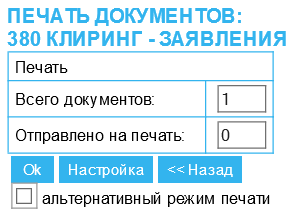 ПЕЧАТЬ ДОКУМЕНТОВ:
380 КЛИРИНГ - ЗАЯВЛЕНИЯ
Печать
Всего документов: 1
Отправлено на печать: 0
Ok Настройка << Назад
альтернативный режим печати